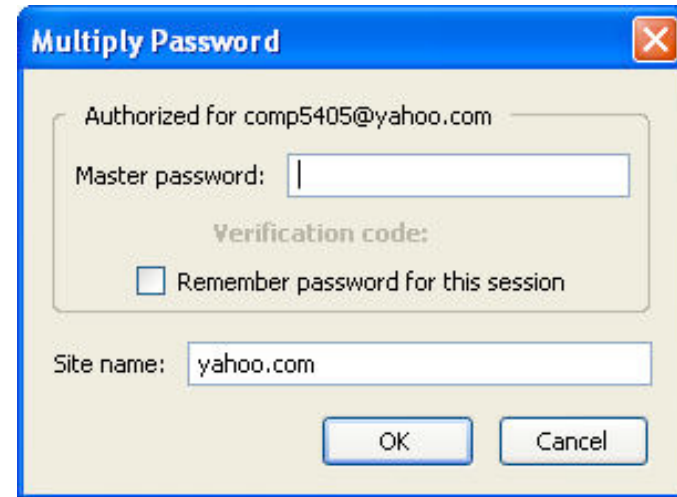 Multiply Password
Authorized for comp5405@yahoo.com
Master password:
Verification code:
Remember password for this session
Site name: yahoo.com
OK Cancel